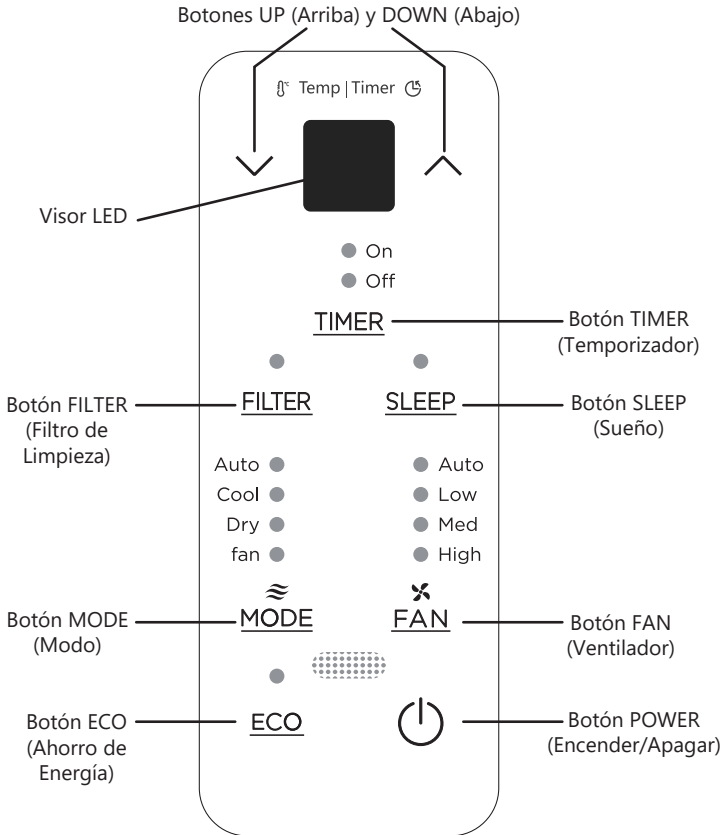 Botones UP (Arriba) y DOWN (Abajo)
Temp | Timer
Visor LED
On
Off
TIMER
Botón TIMER
(Temporizador)
Botón FILTER
(Filtro de
Limpieza)
FILTER
SLEEP
Botón SLEEP
(Sueño)
Auto
Cool
Dry
fan
Auto
Low
Med
High
Botón MODE
(Modo)
MODE
FAN
Botón FAN
(Ventilador)
Botón ECO
(Ahorro de
Energía)
ECO
Botón POWER
(Encender/Apagar)